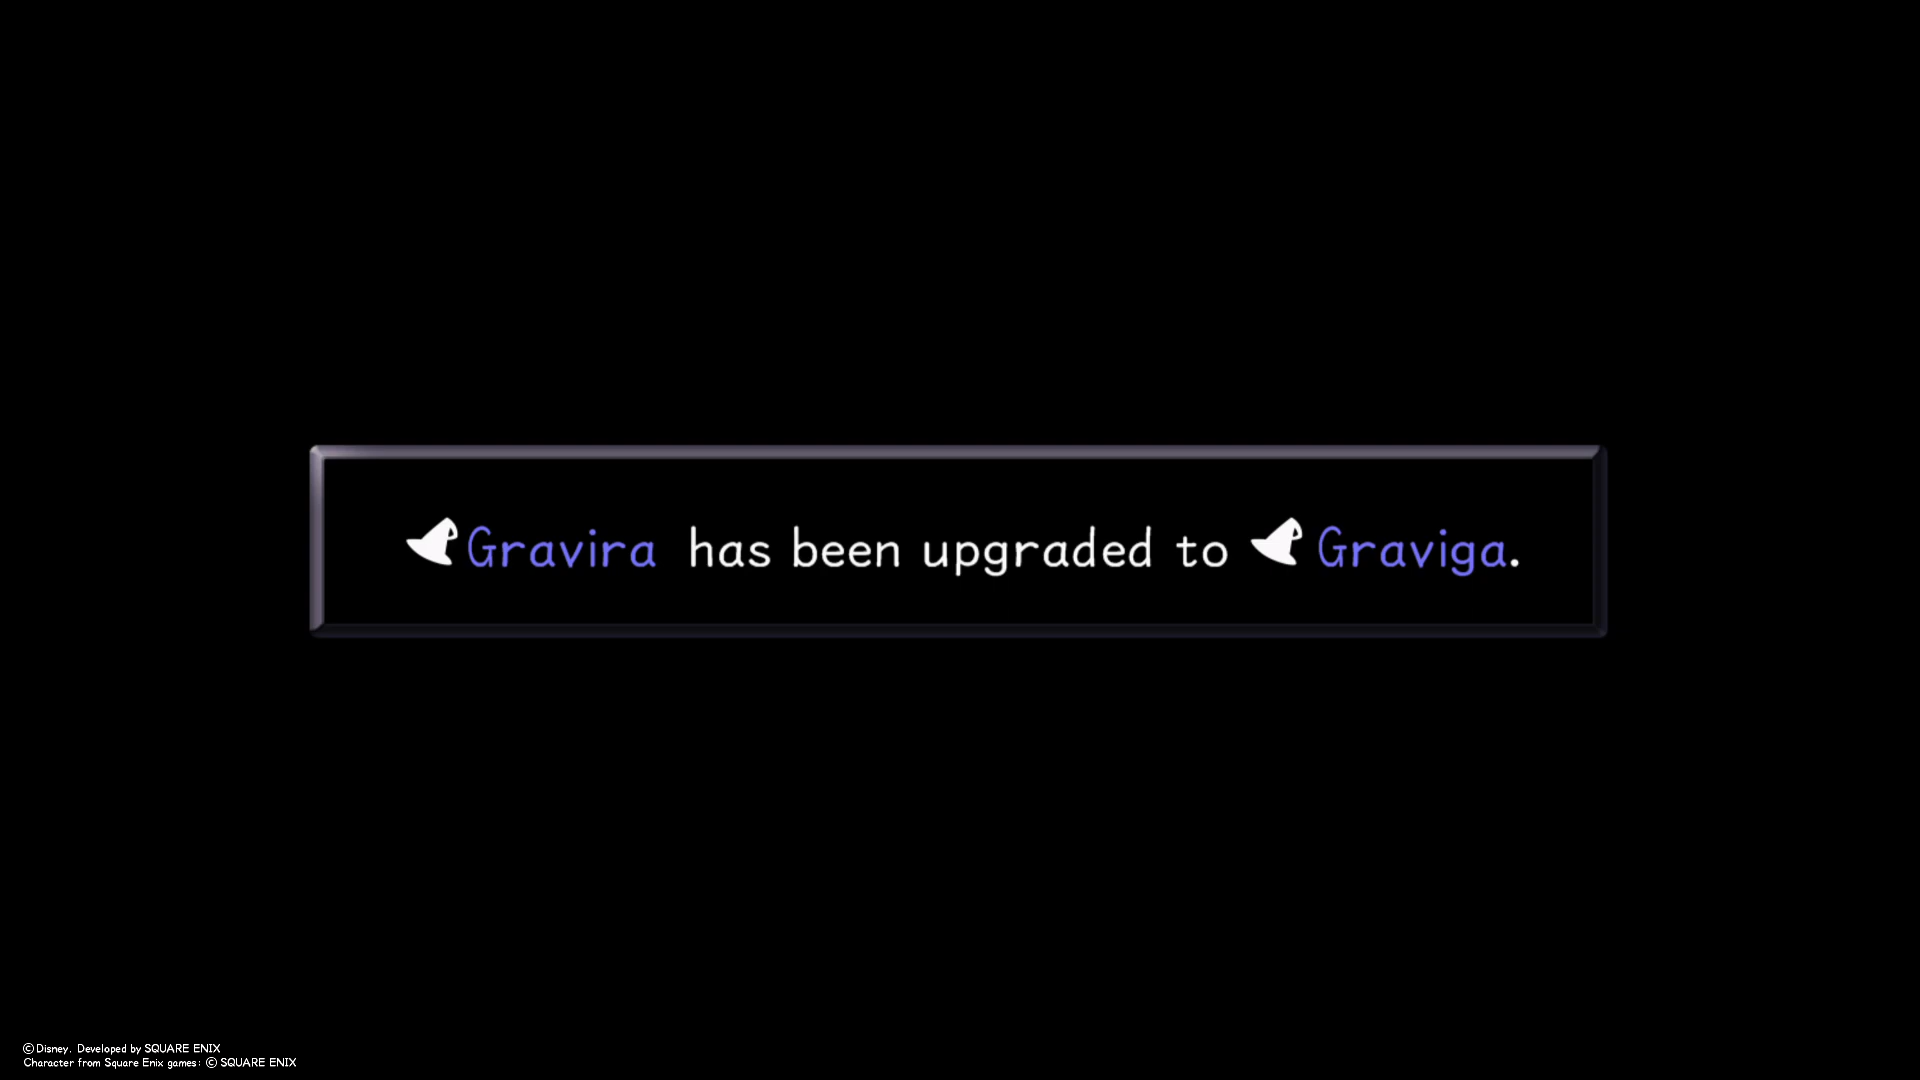 Gravira has been upgraded to Graviga.
©Disney. Developed by SQUARE ENIX
Character from Square Enix games: © SQUARE ENIX